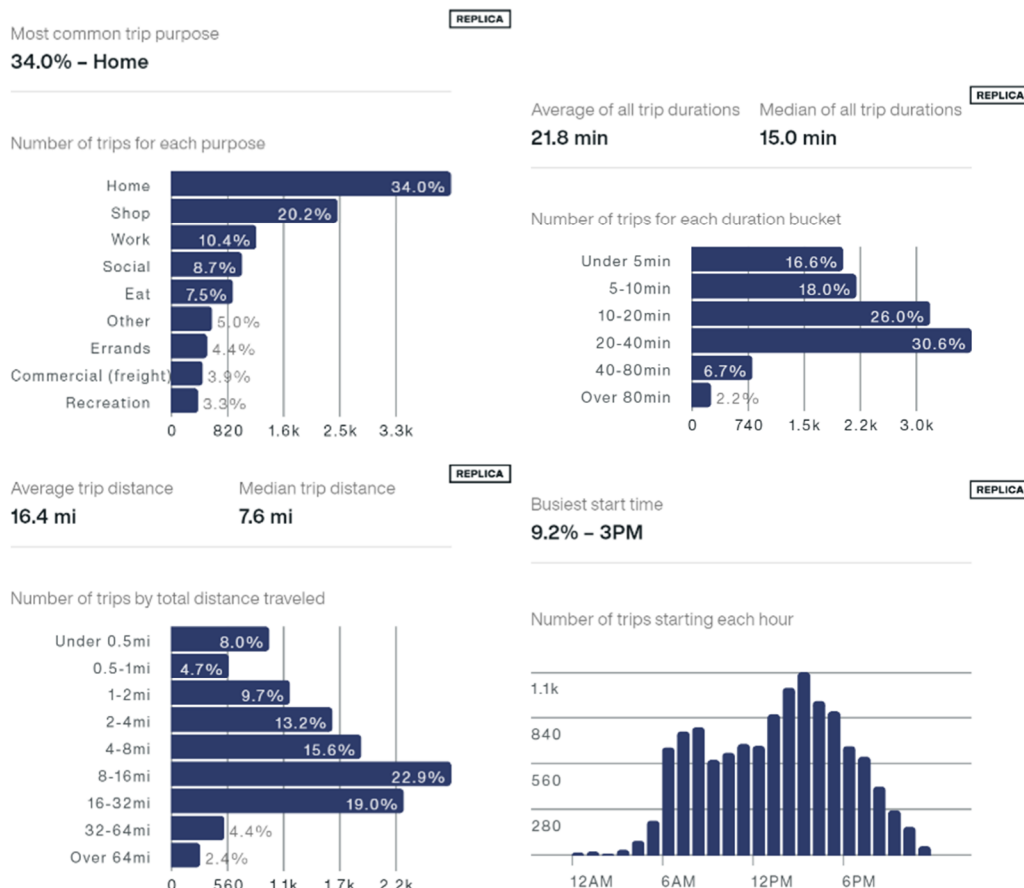 REPLICA
Most common trip purpose
34.0% – Home
Number of trips for each purpose
Home 34.0%
Shop 20.2%
Work 10.4%
Social 8.7%
Eat 7.5%
Other 5.0%
Errands 4.4%
Commercial (freight) 3.9%
Recreation 3.3%
0 820 1.6k 2.5k 3.3k
REPLICA
Average of all trip durations Median of all trip durations
21.8 min 15.0 min
Number of trips for each duration bucket
Under 5min 16.6%
5-10min 18.0%
10-20min 26.0%
20-40min 30.6%
40-80min 6.7%
Over 80min 2.2%
0 740 1.5k 2.2k 3.0k
REPLICA
Average trip distance Median trip distance
16.4 mi 7.6 mi
Number of trips by total distance traveled
Under 0.5mi 8.0%
0.5-1mi 4.7%
1-2mi 9.7%
2-4mi 13.2%
4-8mi 15.6%
8-16mi 22.9%
16-32mi 19.0%
32-64mi 4.4%
Over 64mi 2.4%
0 560 1.1k 1.7k 2.2k
REPLICA
Busiest start time
9.2% – 3PM
Number of trips starting each hour
1.1k
840
560
280
12AM 6AM 12PM 6PM